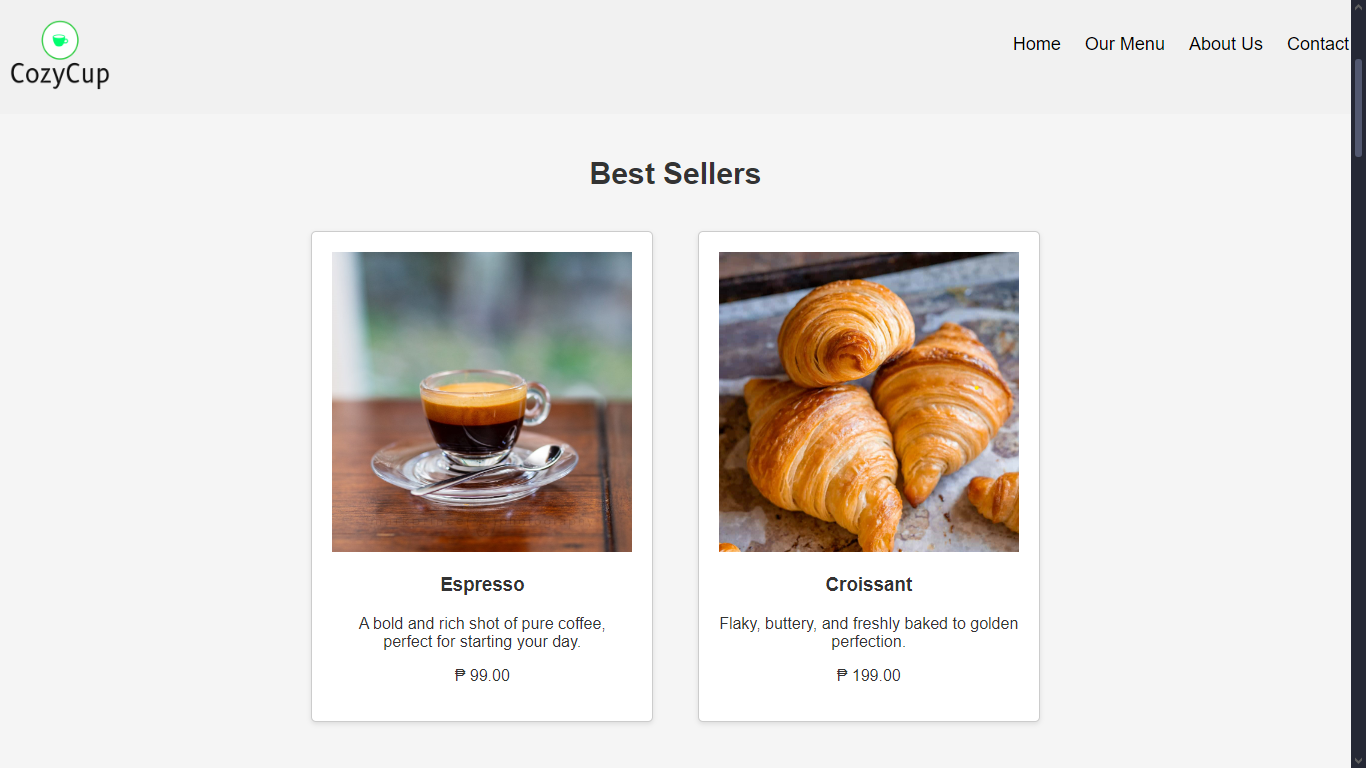 CozyCup
Home Our Menu About Us Contact
Best Sellers
Espresso
A bold and rich shot of pure coffee,
perfect for starting your day.
₱ 99.00
Croissant
Flaky, buttery, and freshly baked to golden
perfection.
₱ 199.00